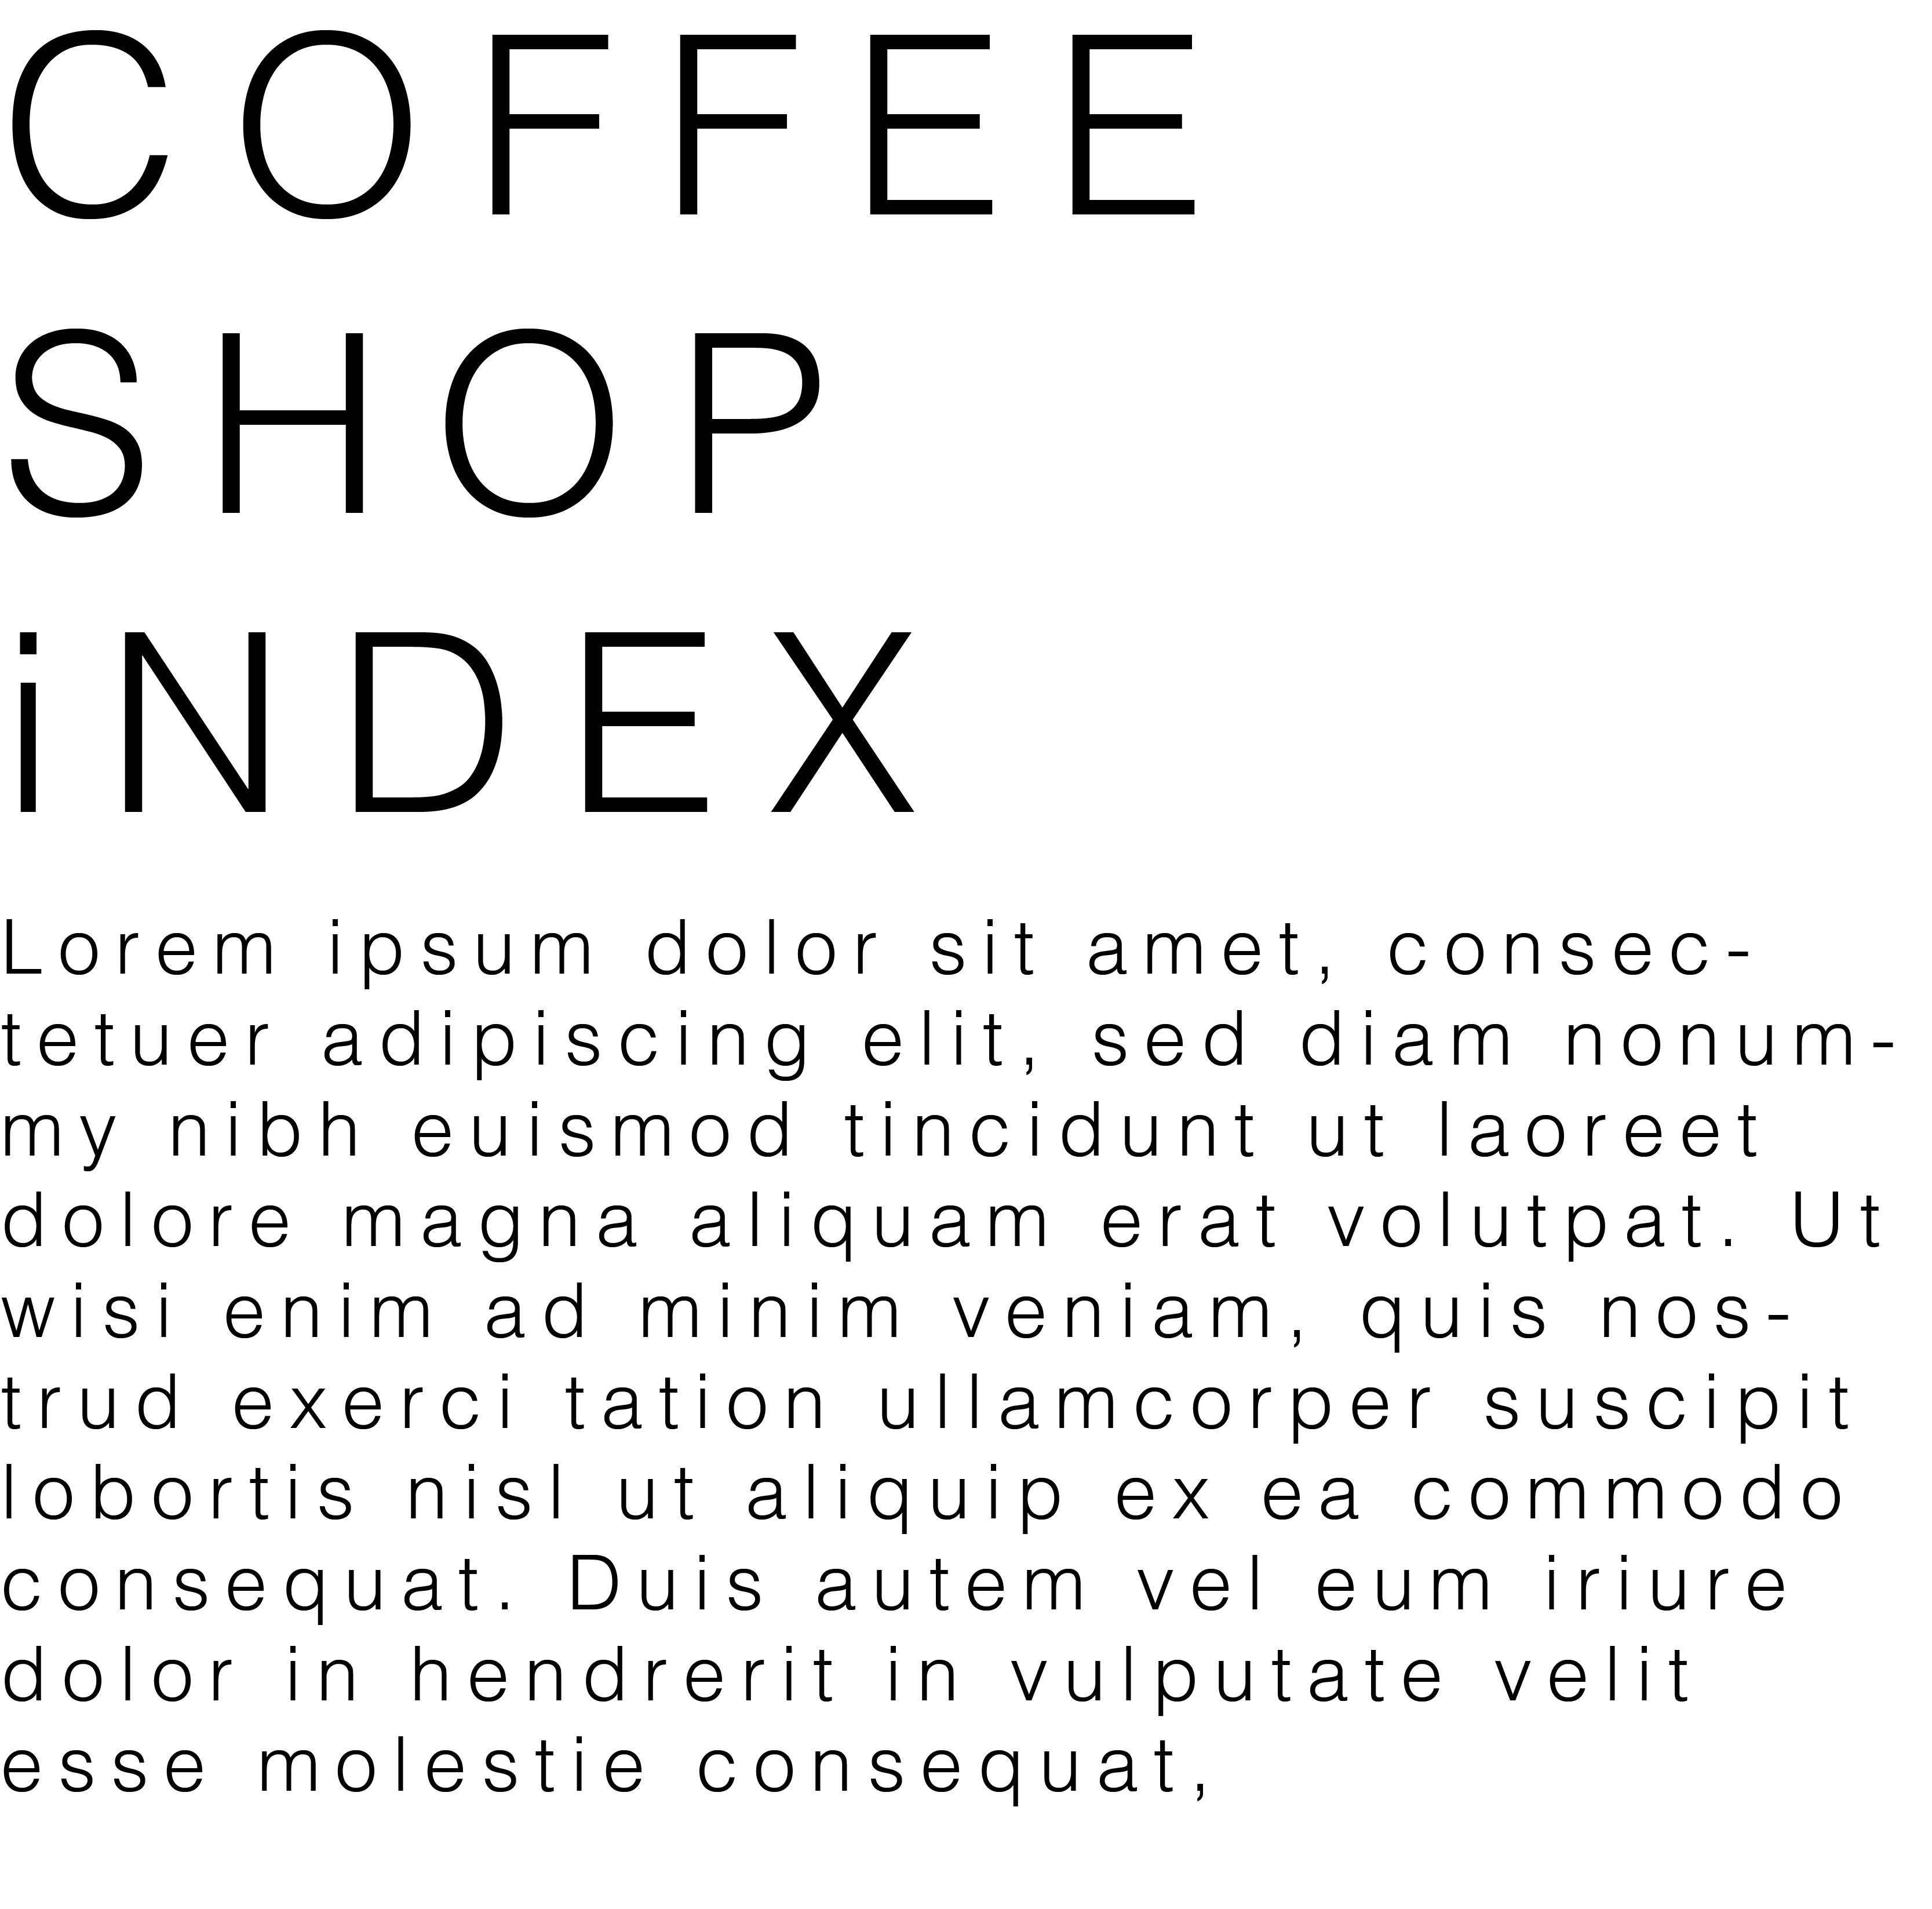 COFFEE
SHOP
iNDEX
Lorem ipsum dolor sit amet, consec-
tetuer adipiscing elit, sed diam nonum-
my nibh euismod tincidunt ut laoreet
dolore magna aliquam erat volutpat. Ut
wisi enim ad minim veniam, quis nos-
trud exerci tation ullamcorper suscipit
lobortis nisl ut aliquip ex ea commodo
consequat. Duis autem vel eum iriure
dolor in hendrerit in vulputate velit
esse molestie consequat,